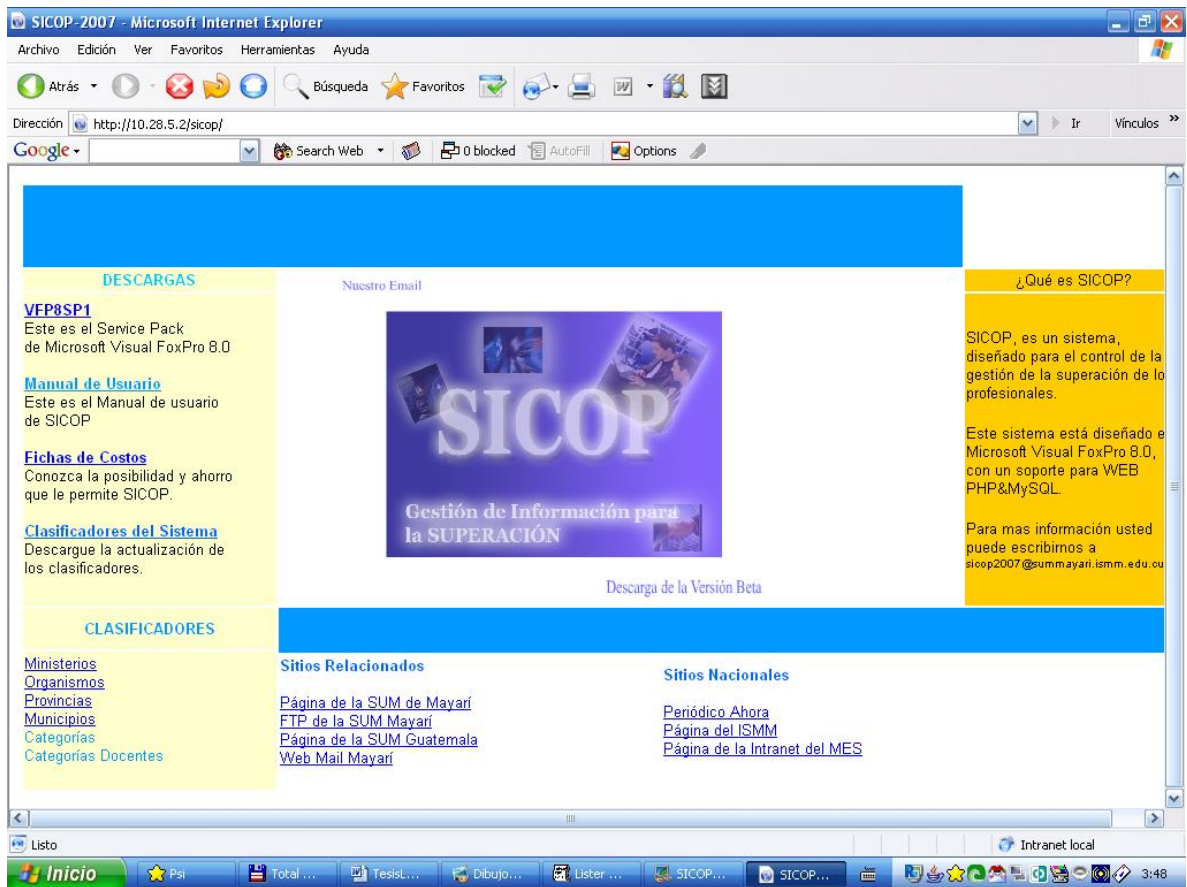 SICOP-2007 - Microsoft Internet Explorer
Archivo Edición Ver Favoritos Herramientas Ayuda
Atrás Búsqueda Favoritos
Dirección http://10.28.5.2/sicop/ Ir Vínculos »
Google Search Web 0 blocked AutoFill Options
DESCARGAS
VFP8SP1
Este es el Service Pack
de Microsoft Visual FoxPro 8.0
Manual de Usuario
Este es el Manual de usuario
de SICOP
Fichas de Costos
Conozca la posibilidad y ahorro
que le permite SICOP.
Clasificadores del Sistema
Descargue la actualización de
los clasificadores.
Nuestro Email
SICOP
Gestión de Información para
la SUPERACIÓN
Descarga de la Versión Beta
¿Qué es SICOP?
SICOP, es un sistema,
diseñado para el control de la
gestión de la superación de lo
profesionales.
Este sistema está diseñado e
Microsoft Visual FoxPro 8.0,
con un soporte para WEB
PHP&MySQL.
Para mas información usted
puede escribirnos a
sicop2007@summayari.ismm.edu.cu
CLASIFICADORES
Ministerios
Organismos
Provincias
Municipios
Categorías
Categorías Docentes
Sitios Relacionados
Página de la SUM de Mayarí
FTP de la SUM Mayarí
Página de la SUM Guatemala
Web Mail Mayarí
Sitios Nacionales
Periódico Ahora
Página del ISMM
Página de la Intranet del MES
Listo Intranet local
Inicio Psi Total ... TesisL... Dibujo... Lister ... SICOP... SICOP... 3:48